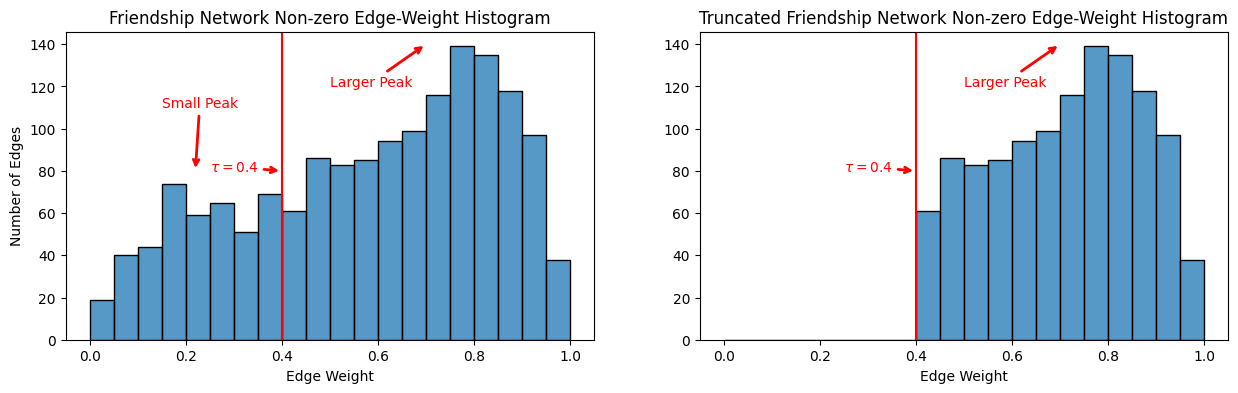 Friendship Network Non-zero Edge-Weight Histogram
Number of Edges
140
120
100
80
60
40
20
0
Small Peak
Larger Peak
τ = 0.4
0.0 0.2 0.4 0.6 0.8 1.0
Edge Weight
Truncated Friendship Network Non-zero Edge-Weight Histogram
140
120
100
80
60
40
20
0
Larger Peak
τ = 0.4
0.0 0.2 0.4 0.6 0.8 1.0
Edge Weight